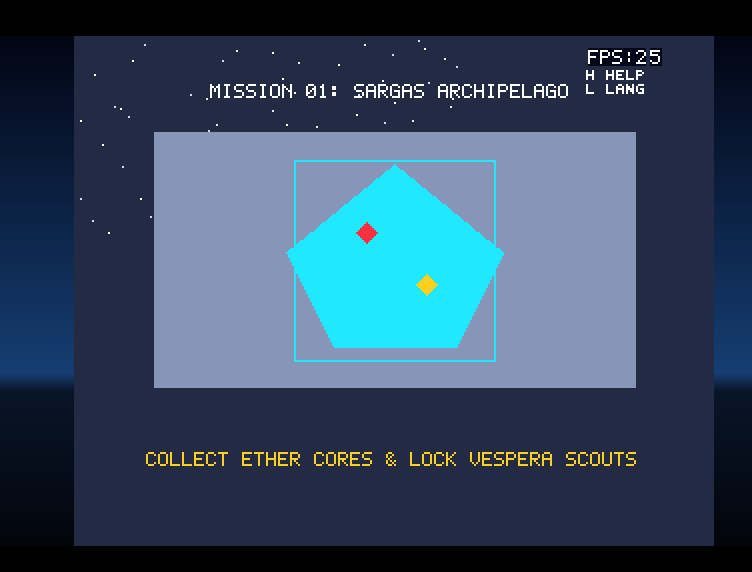 FPS:25
H HELP
L LANG
MISSION 01: SARGAS ARCHIPELAGO
COLLECT ETHER CORES & LOCK VESPERA SCOUTS